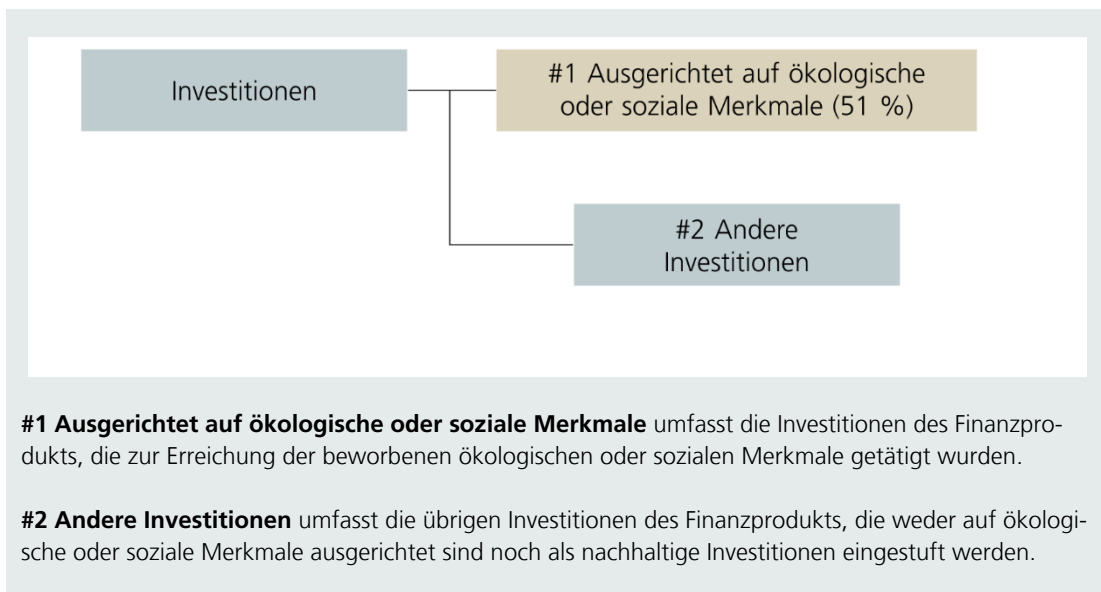 Investitionen
#1 Ausgerichtet auf ökologische
oder soziale Merkmale (51 %)
#2 Andere
Investitionen
#1 Ausgerichtet auf ökologische oder soziale Merkmale umfasst die Investitionen des Finanzpro-
dukts, die zur Erreichung der beworbenen ökologischen oder sozialen Merkmale getätigt wurden.
#2 Andere Investitionen umfasst die übrigen Investitionen des Finanzprodukts, die weder auf ökologi-
sche oder soziale Merkmale ausgerichtet sind noch als nachhaltige Investitionen eingestuft werden.